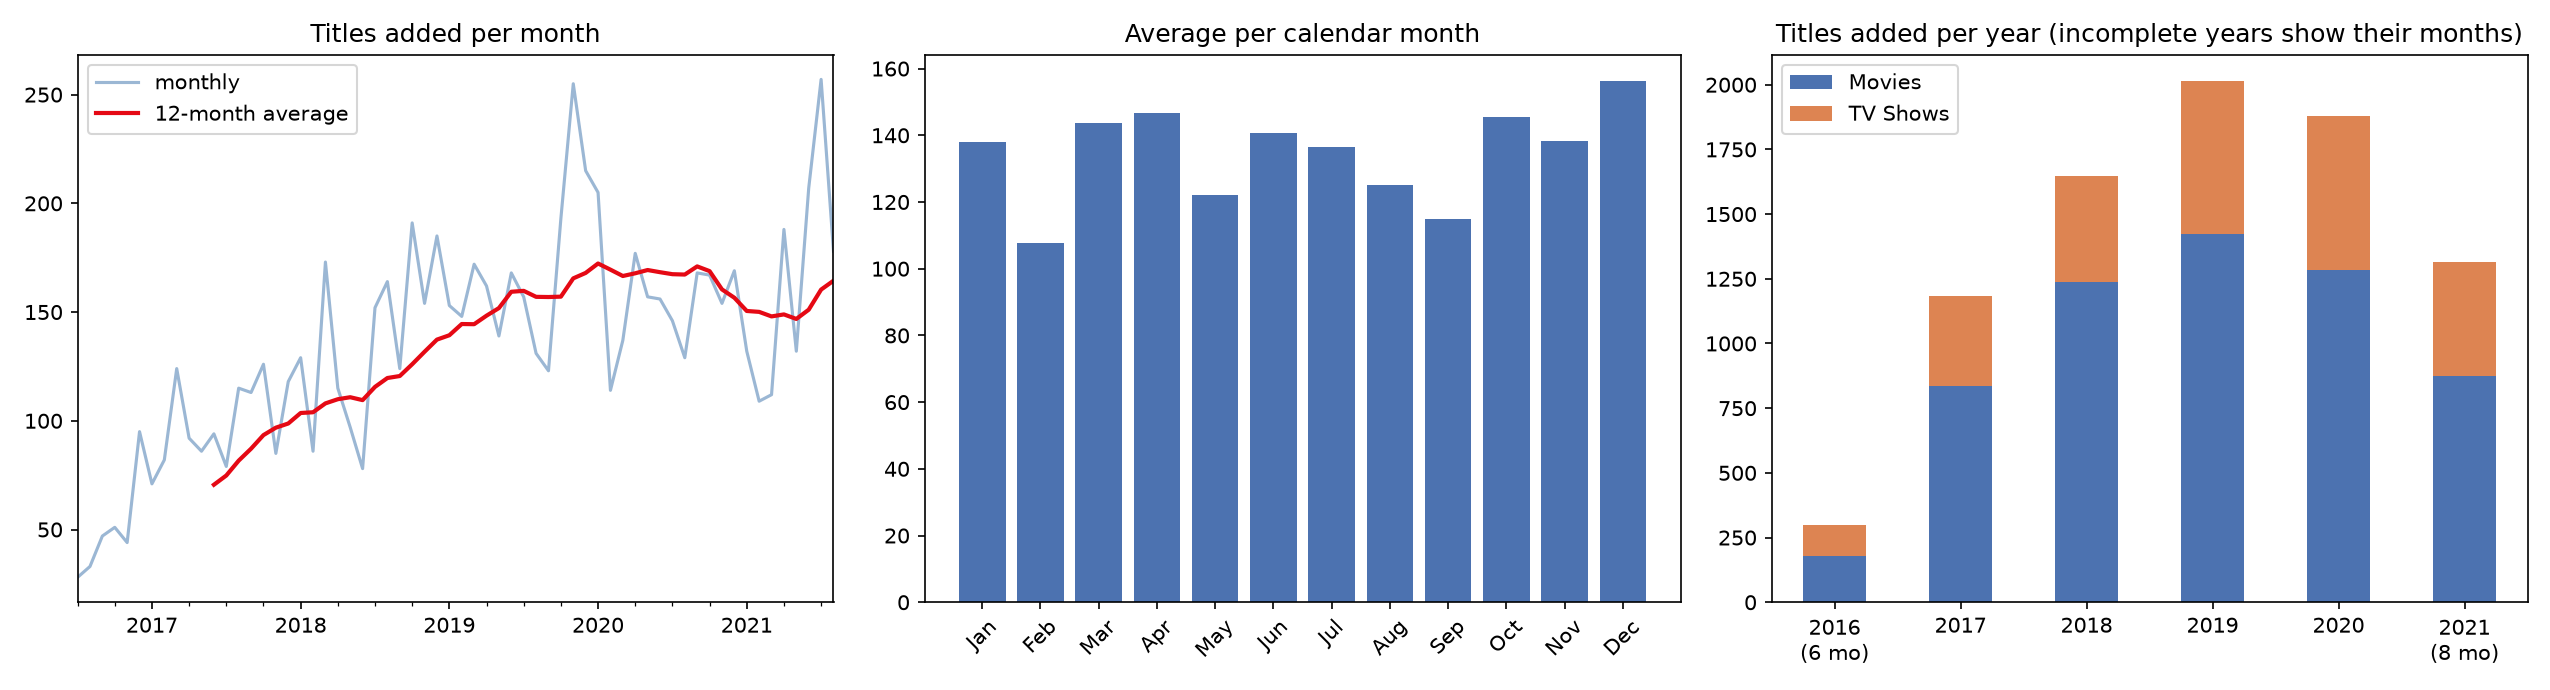 Titles added per month
monthly
12-month average
250
200
150
100
50
2017 2018 2019 2020 2021
Average per calendar month
160
140
120
100
80
60
40
20
0
Jan Feb Mar Apr May Jun Jul Aug Sep Oct Nov Dec
Titles added per year (incomplete years show their months)
Movies
TV Shows
2000
1750
1500
1250
1000
750
500
250
0
2016 2017 2018 2019 2020 2021
(6 mo) (8 mo)